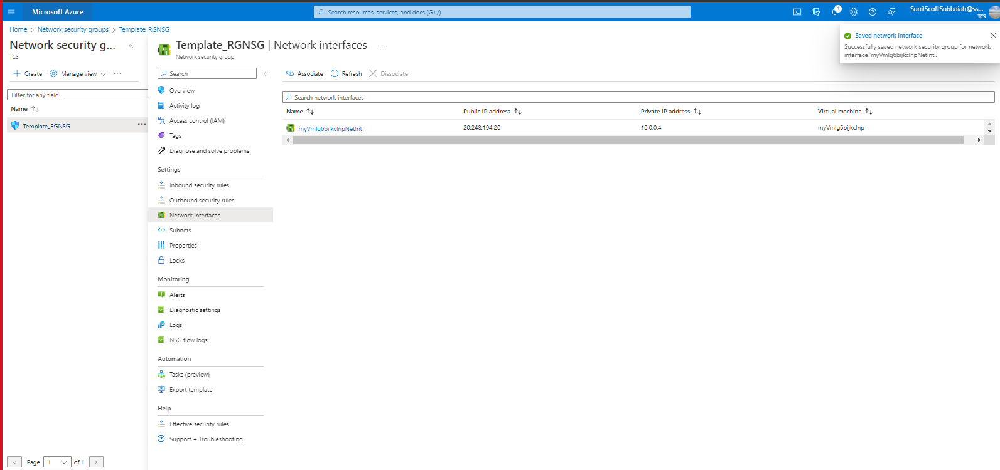 Microsoft Azure
Search resources, services, and docs (G+/)
1
SunilScottSubbaiah@ss...
TCS
Home > Network security groups > Template_RGNSG
Network security g... «
TCS
+ Create Manage view ...
Filter for any field...
Name ↑↓
Template_RGNSG ...
< Page 1 of 1 >
Template_RGNSG | Network interfaces ...
Network security group
Search «
Overview
Activity log
Access control (IAM)
Tags
Diagnose and solve problems
Settings
Inbound security rules
Outbound security rules
Network interfaces
Subnets
Properties
Locks
Monitoring
Alerts
Diagnostic settings
Logs
NSG flow logs
Automation
Tasks (preview)
Export template
Help
Effective security rules
Support + Troubleshooting
Associate Refresh Dissociate
Search network interfaces
Name ↑↓ Public IP address ↑↓ Private IP address ↑↓ Virtual machine ↑↓
myVmIg6bijkclnpNetInt 20.248.194.20 10.0.0.4 myVmIg6bijkclnp
Saved network interface
Successfully saved network security group for network
interface 'myVmIg6bijkclnpNetInt'.